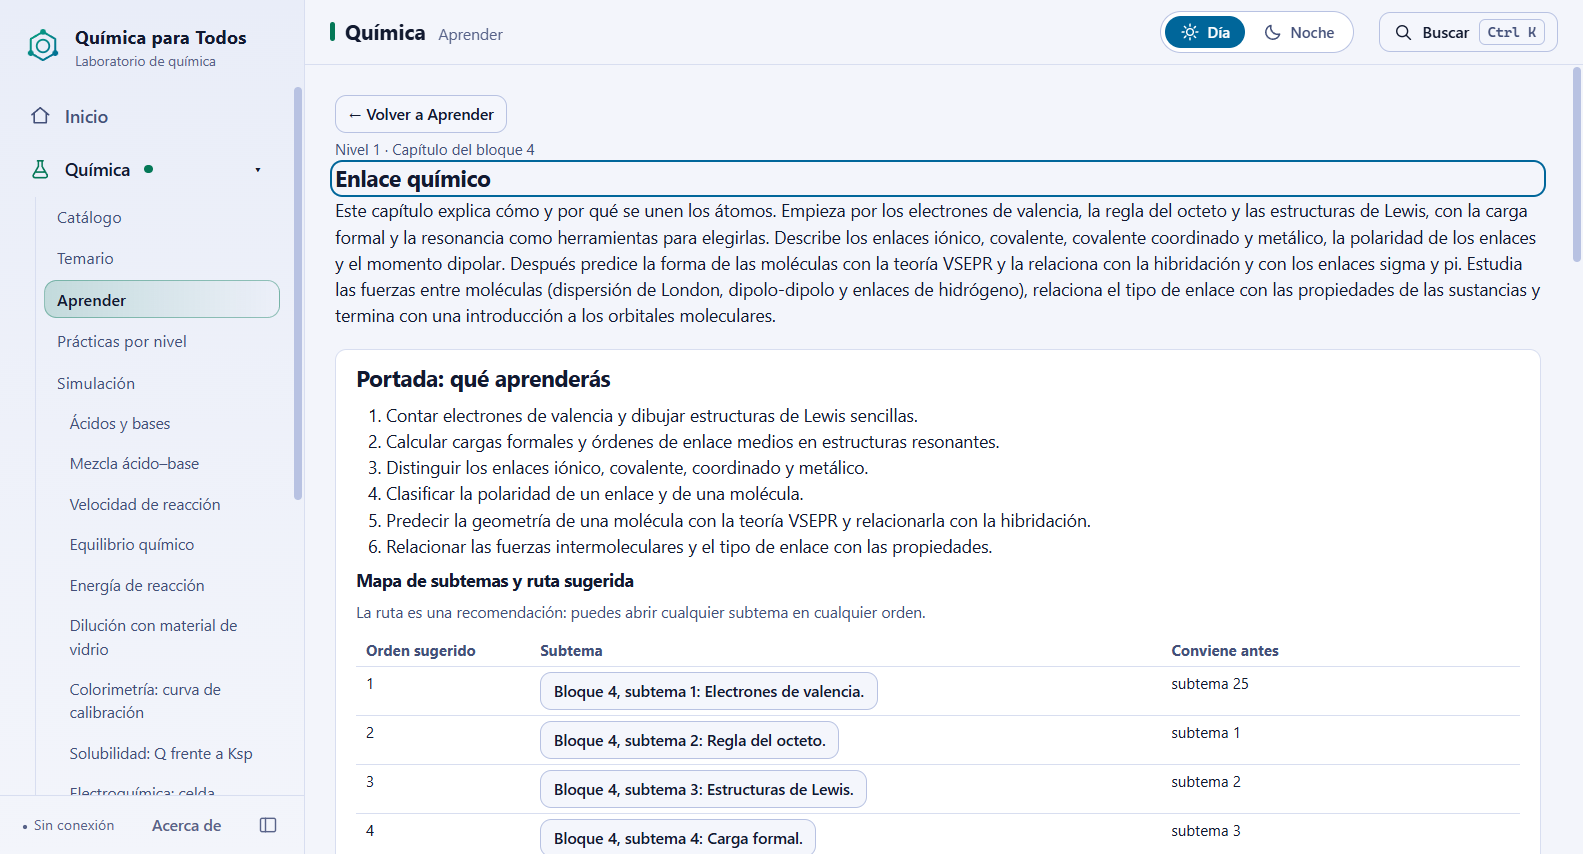 Química para Todos
Laboratorio de química
Inicio
Química
Catálogo
Temario
Aprender
Prácticas por nivel
Simulación
Ácidos y bases
Mezcla ácido–base
Velocidad de reacción
Equilibrio químico
Energía de reacción
Dilución con material de
vidrio
Colorimetría: curva de
calibración
Solubilidad: Q frente a Ksp
Electroquímica: celda
Sin conexión
Acerca de
Química Aprender
Día
Noche
Buscar Ctrl K
← Volver a Aprender
Nivel 1 · Capítulo del bloque 4
Enlace químico
Este capítulo explica cómo y por qué se unen los átomos. Empieza por los electrones de valencia, la regla del octeto y las estructuras de Lewis, con la carga
formal y la resonancia como herramientas para elegirlas. Describe los enlaces iónico, covalente, covalente coordinado y metálico, la polaridad de los enlaces
y el momento dipolar. Después predice la forma de las moléculas con la teoría VSEPR y la relaciona con la hibridación y con los enlaces sigma y pi. Estudia
las fuerzas entre moléculas (dispersión de London, dipolo-dipolo y enlaces de hidrógeno), relaciona el tipo de enlace con las propiedades de las sustancias y
termina con una introducción a los orbitales moleculares.
Portada: qué aprenderás
1. Contar electrones de valencia y dibujar estructuras de Lewis sencillas.
2. Calcular cargas formales y órdenes de enlace medios en estructuras resonantes.
3. Distinguir los enlaces iónico, covalente, coordinado y metálico.
4. Clasificar la polaridad de un enlace y de una molécula.
5. Predecir la geometría de una molécula con la teoría VSEPR y relacionarla con la hibridación.
6. Relacionar las fuerzas intermoleculares y el tipo de enlace con las propiedades.
Mapa de subtemas y ruta sugerida
La ruta es una recomendación: puedes abrir cualquier subtema en cualquier orden.
Orden sugerido Subtema Conviene antes
1 Bloque 4, subtema 1: Electrones de valencia. subtema 25
2 Bloque 4, subtema 2: Regla del octeto. subtema 1
3 Bloque 4, subtema 3: Estructuras de Lewis. subtema 2
4 Bloque 4, subtema 4: Carga formal. subtema 3